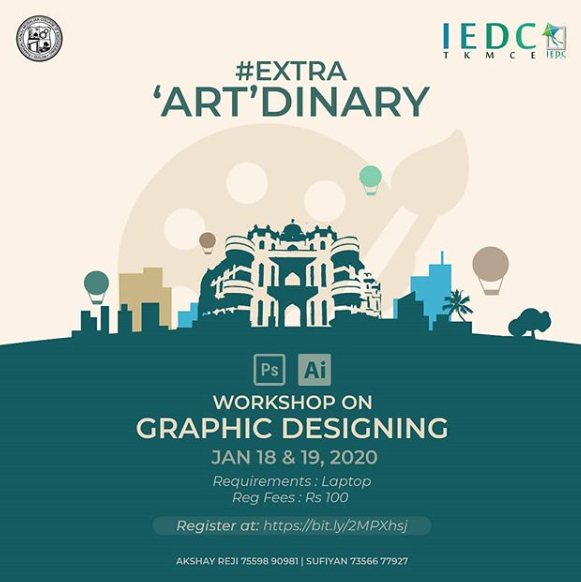 IEDC
TKMCE IEDC
#EXTRA
‘ART’DINARY
Ps Ai
WORKSHOP ON
GRAPHIC DESIGNING
JAN 18 & 19, 2020
Requirements : Laptop
Reg Fees : Rs 100
Register at: https://bit.ly/2MPXhsj
AKSHAY REJI 75598 90981 | SUFIYAN 73566 77927